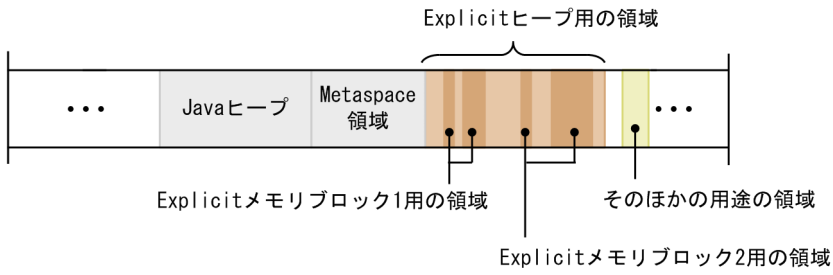 Explicitヒープ用の領域
・・・
Javaヒープ
Metaspace
領域
・・・
Explicitメモリブロック1用の領域
そのほかの用途の領域
Explicitメモリブロック2用の領域